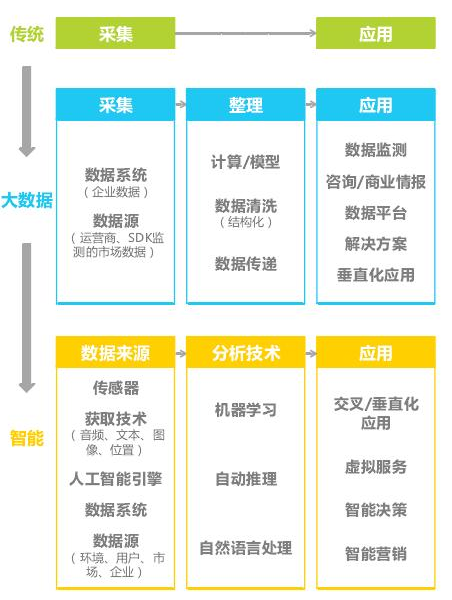 传统
采集
应用
大数据
采集
整理
应用
数据系统
（企业数据）
数据源
（运营商、SDK监
测的市场数据）
计算/模型
数据清洗
（结构化）
数据传递
数据监测
咨询/商业情报
数据平台
解决方案
垂直化应用
智能
数据来源
分析技术
应用
传感器
获取技术
（音频、文本、图
像、位置）
人工智能引擎
数据系统
数据源
（环境、用户、市
场、企业）
机器学习
自动推理
自然语言处理
交叉/垂直化
应用
虚拟服务
智能决策
智能营销